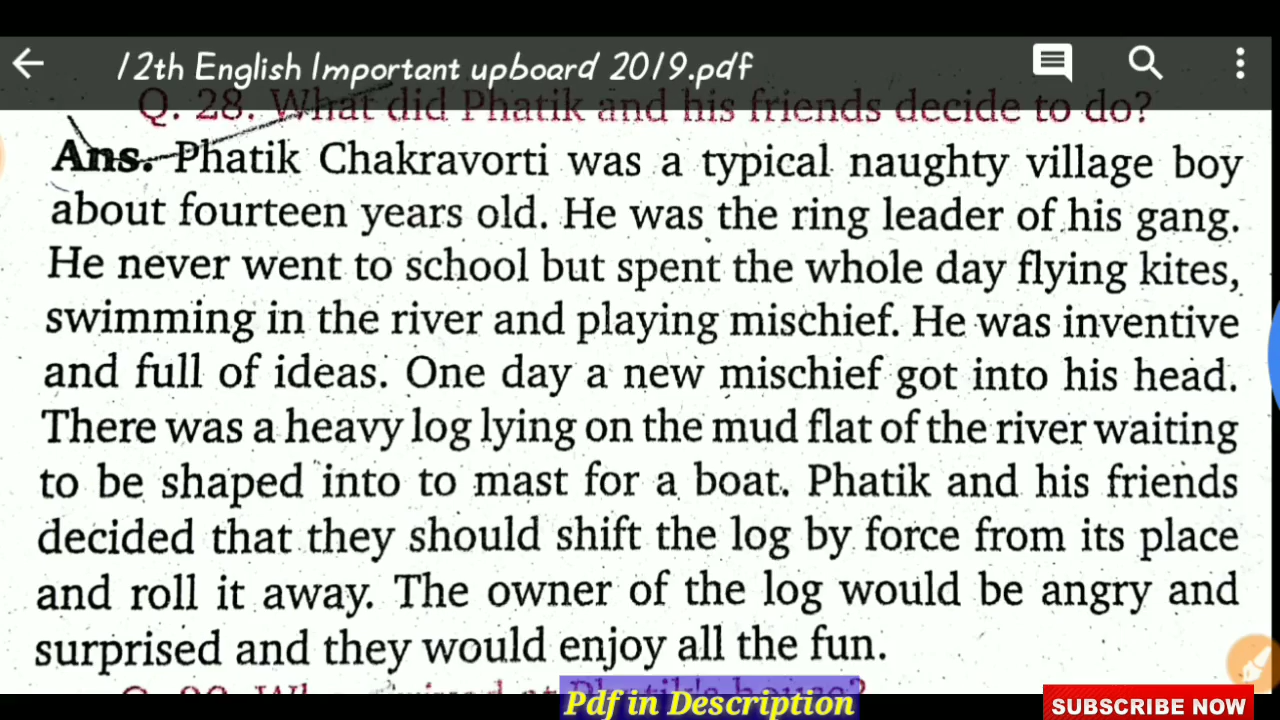 12th English Important upboard 2019.pdf
Q. 28. What did Phatik and his friends decide to do?
Ans. Phatik Chakravorti was a typical naughty village boy
about fourteen years old. He was the ring leader of his gang.
He never went to school but spent the whole day flying kites,
swimming in the river and playing mischief. He was inventive
and full of ideas. One day a new mischief got into his head.
There was a heavy log lying on the mud flat of the river waiting
to be shaped into to mast for a boat. Phatik and his friends
decided that they should shift the log by force from its place
and roll it away. The owner of the log would be angry and
surprised and they would enjoy all the fun.
Phatik's house?
Pdf in Description
SUBSCRIBE NOW